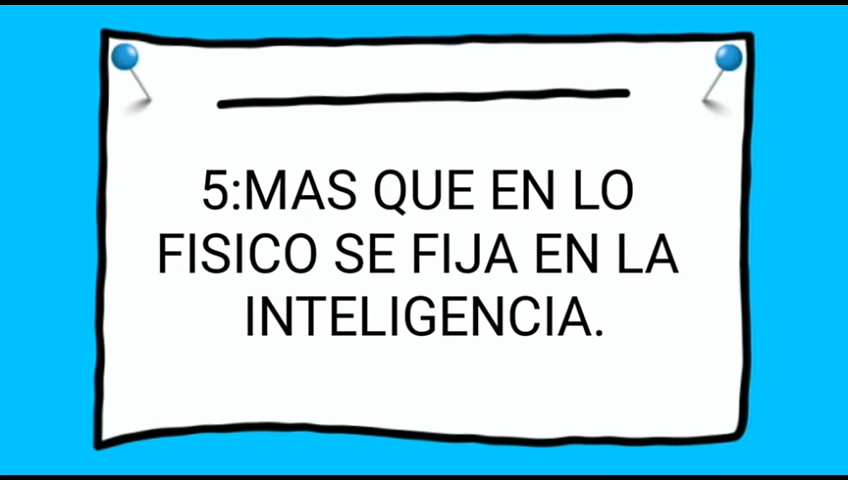 5:MAS QUE EN LO
FISICO SE FIJA EN LA
INTELIGENCIA.